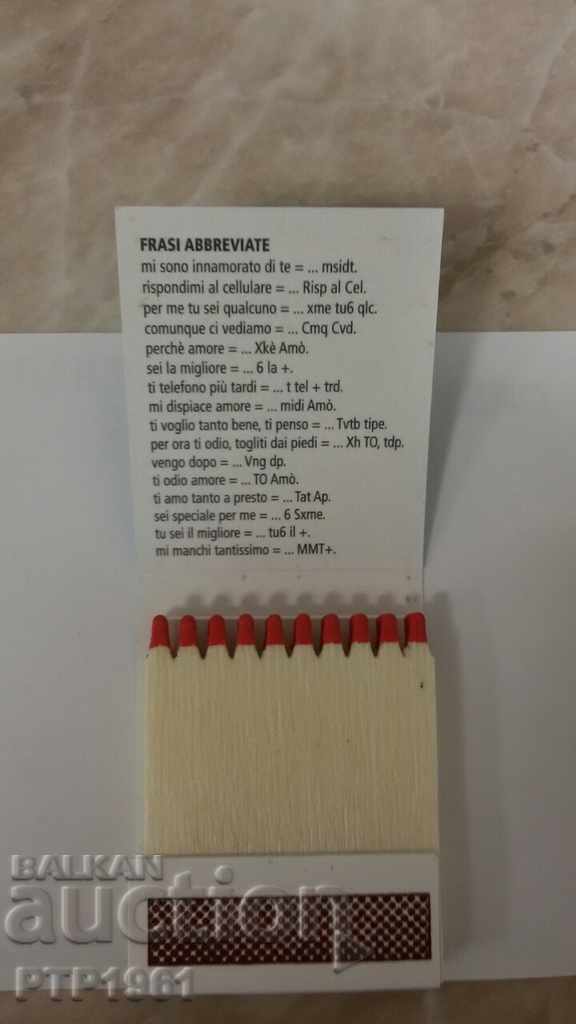 FRASI ABBREVIATE
mi sono innamorato di te = ... msidt.
rispondimi al cellulare = ... Risp al Cel.
per me tu sei qualcuno = ... xme tu6 qlc.
comunque ci vediamo = ... Cmq Cvd.
perchè amore = ... Xkè Amò.
sei la migliore = ... 6 la +.
ti telefono più tardi = ... t tel + trd.
mi dispiace amore = ... midi Amò.
ti voglio tanto bene, ti penso = ... Tvtb tipe.
per ora ti odio, togliti dai piedi = ... Xh TO, tdp.
vengo dopo = ... Vng dp.
ti odio amore = ... TO Amò.
ti amo tanto a presto = ... Tat Ap.
sei speciale per me = ... 6 Sxme.
tu sei il migliore = ... tu6 il +.
mi manchi tantissimo = ... MMT+.
BALKAN
auction
PTP1961